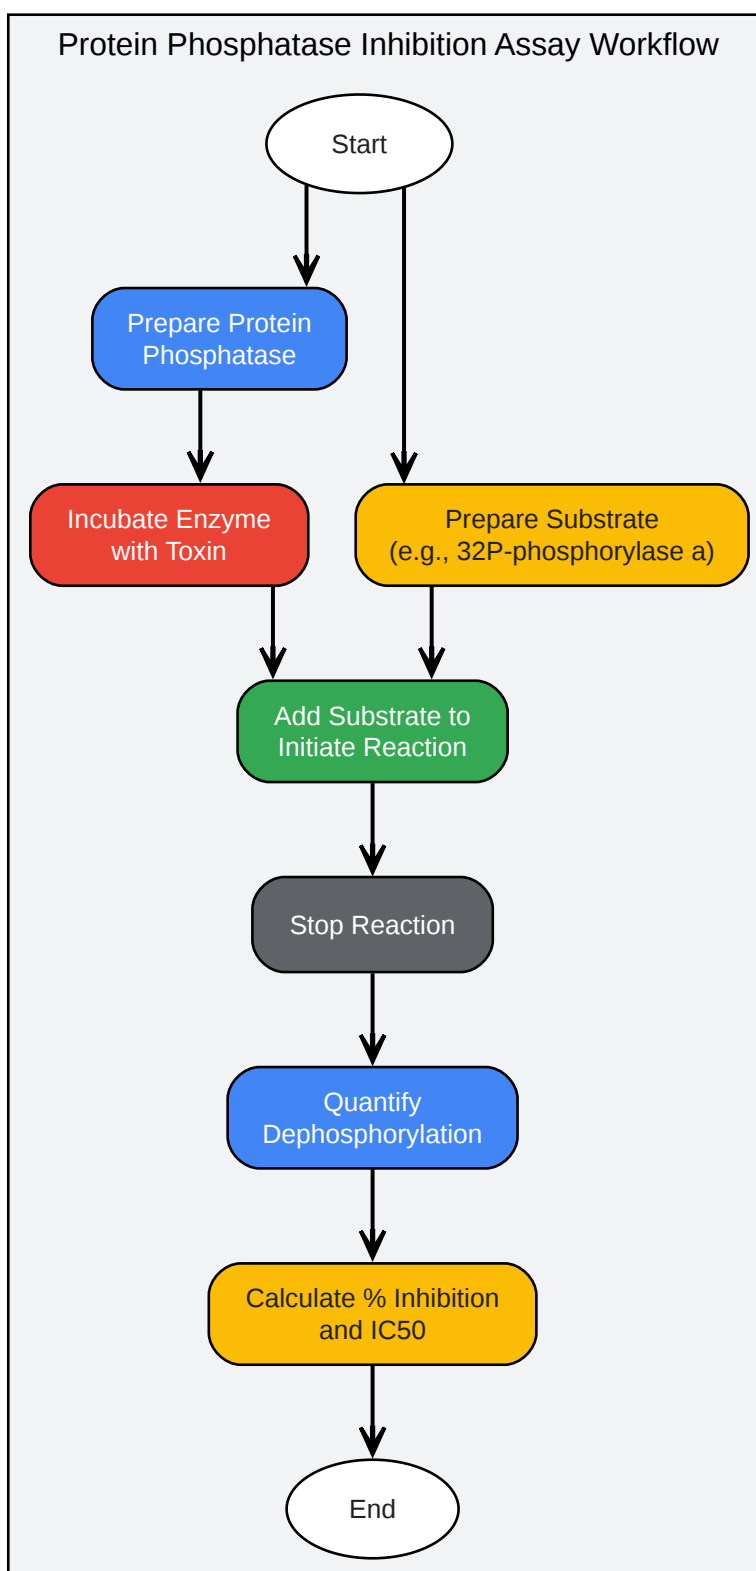 Protein Phosphatase Inhibition Assay Workflow
Start
Prepare Protein
Phosphatase
Incubate Enzyme
with Toxin
Prepare Substrate
(e.g., 32P-phosphorylase a)
Add Substrate to
Initiate Reaction
Stop Reaction
Quantify
Dephosphorylation
Calculate % Inhibition
and IC50
End